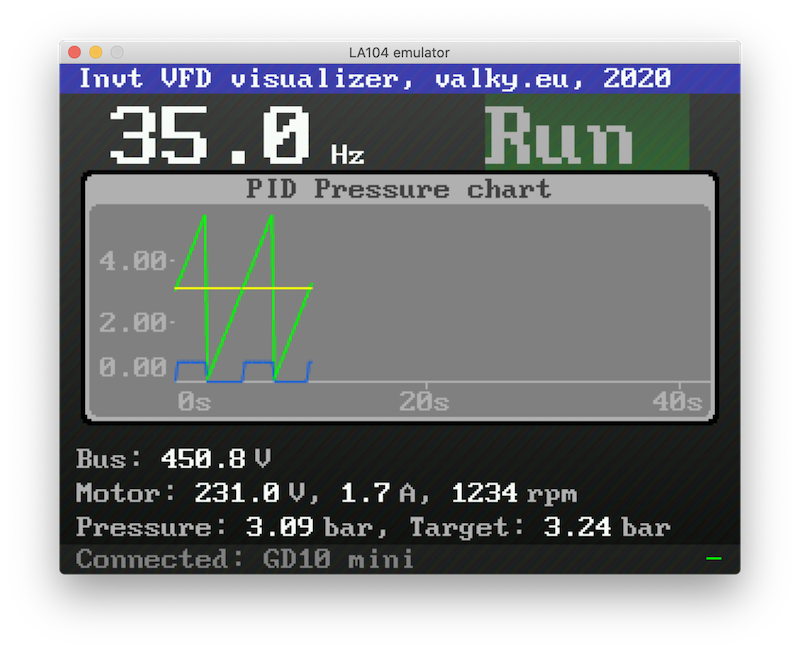 LA104 emulator
Invt VFD visualizer, valky.eu, 2020
35.0 Hz Run
PID Pressure chart
4.00
2.00
0.00
0s 20s 40s
Bus: 450.8 V
Motor: 231.0 V, 1.7 A, 1234 rpm
Pressure: 3.09 bar, Target: 3.24 bar
Connected: GD10 mini